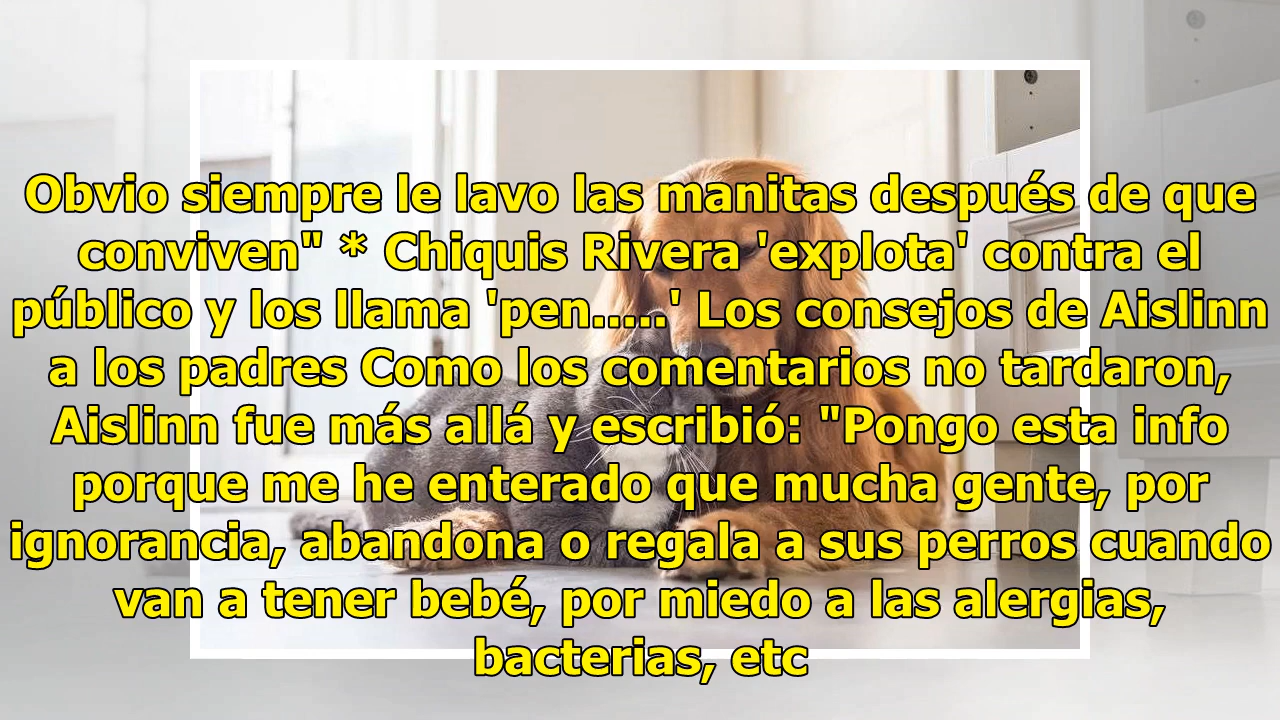 Obvio siempre le lavo las manitas después de que
conviven" * Chiquis Rivera 'explota' contra el
público y los llama 'pen.....' Los consejos de Aislinn
a los padres Como los comentarios no tardaron,
Aislinn fue más allá y escribió: "Pongo esta info
porque me he enterado que mucha gente, por
ignorancia, abandona o regala a sus perros cuando
van a tener bebé, por miedo a las alergias,
bacterias, etc